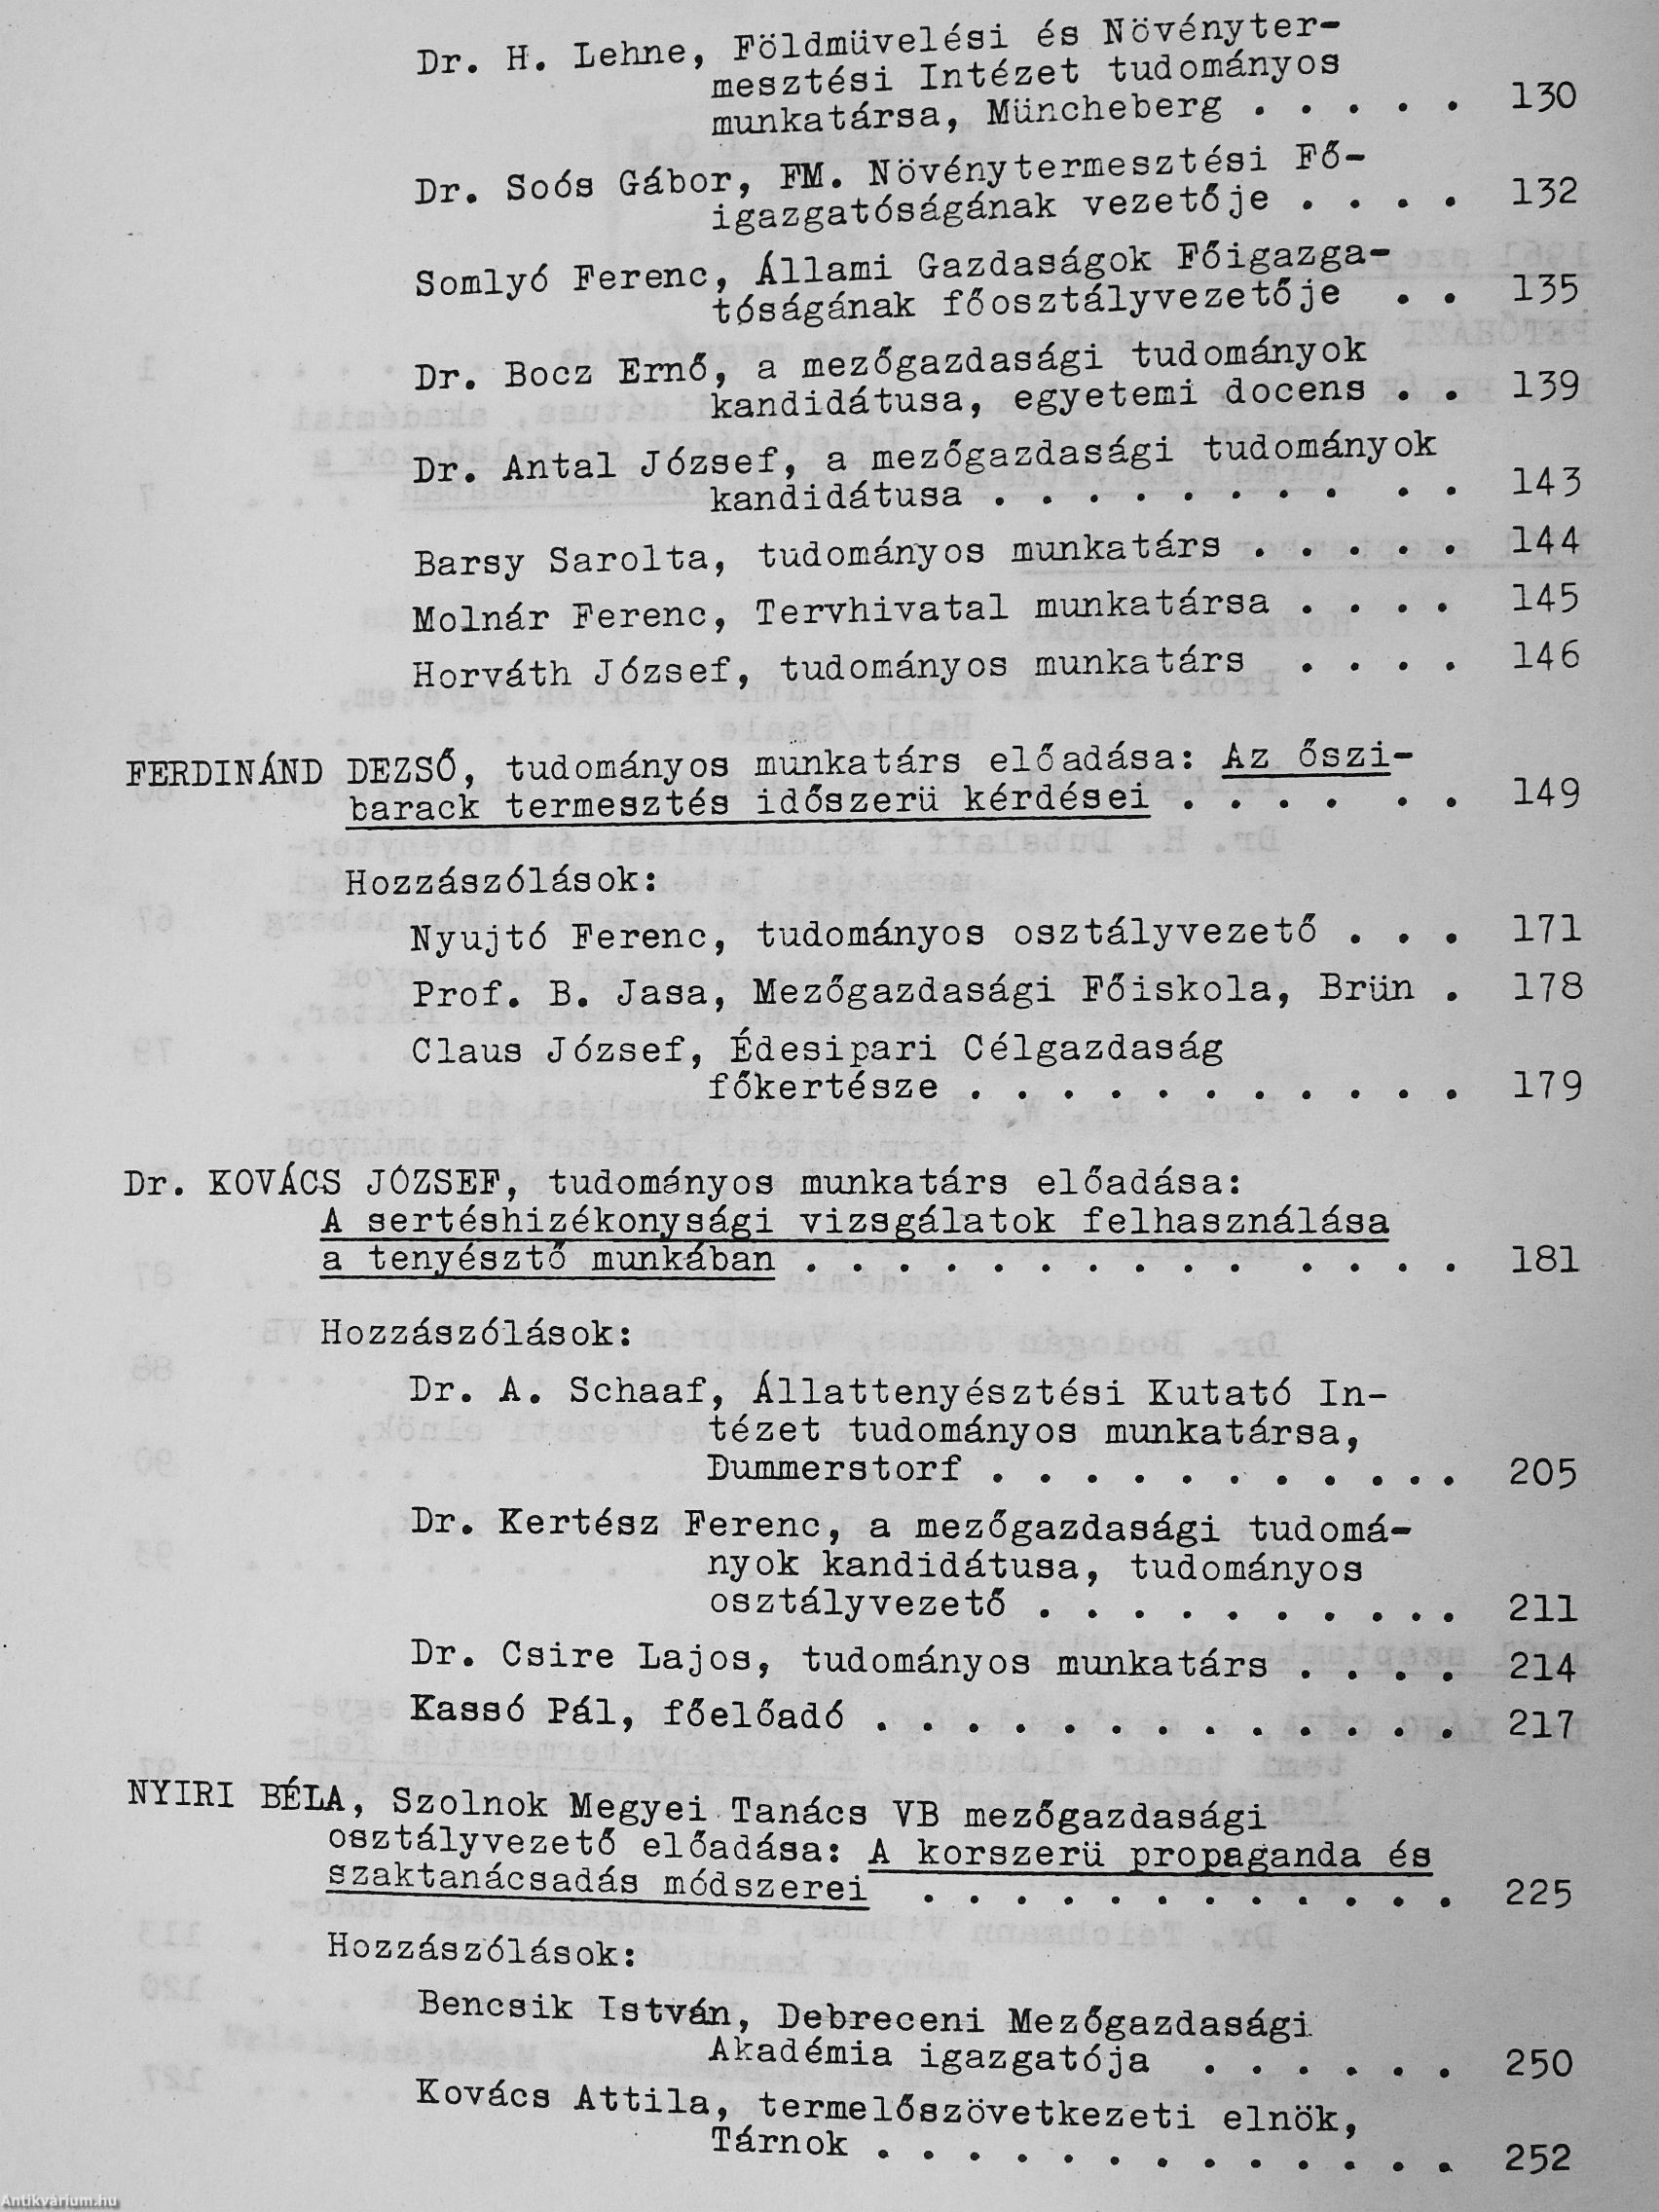 Dr. H. Lehne, Földmüvelési és Növényter-
mesztési Intézet tudományos
munkatársa, Müncheberg . . . . . 130
Dr. Soós Gábor, FM. Növénytermesztési Fő-
igazgatóságának vezetője . . . . 132
Somlyó Ferenc, Állami Gazdaságok Főigazga-
tóságának főosztályvezetője . . 135
Dr. Bocz Ernő, a mezőgazdasági tudományok
kandidátusa, egyetemi docens . . 139
Dr. Antal József, a mezőgazdasági tudományok
kandidátusa . . . . . . . . . . 143
Barsy Sarolta, tudományos munkatárs . . . . . 144
Molnár Ferenc, Tervhivatal munkatársa . . . . 145
Horváth József, tudományos munkatárs . . . . 146
FERDINÁND DEZSŐ, tudományos munkatárs előadása: Az őszi-
barack termesztés időszerü kérdései . . . . . . 149
Hozzászólások:
Nyujtó Ferenc, tudományos osztályvezető . . . 171
Prof. B. Jasa, Mezőgazdasági Főiskola, Brün . 178
Claus József, Édesipari Célgazdaság
főkertésze . . . . . . . . . . . 179
Dr. KOVÁCS JÓZSEF, tudományos munkatárs előadása:
A sertéshizékonysági vizsgálatok felhasználása
a tenyésztő munkában . . . . . . . . . . . . . . 181
Hozzászólások:
Dr. A. Schaaf, Állattenyésztési Kutató In-
tézet tudományos munkatársa,
Dummerstorf . . . . . . . . . . . 205
Dr. Kertész Ferenc, a mezőgazdasági tudomá-
nyok kandidátusa, tudományos
osztályvezető . . . . . . . . . . 211
Dr. Csire Lajos, tudományos munkatárs . . . . 214
Kassó Pál, főelőadó . . . . . . . . . . . . . 217
NYIRI BÉLA, Szolnok Megyei Tanács VB mezőgazdasági
osztályvezető előadása: A korszerü propaganda és
szaktanácsadás módszerei . . . . . . . . . . . . 225
Hozzászólások:
Bencsik István, Debreceni Mezőgazdasági
Akadémia igazgatója . . . . . . 250
Kovács Attila, termelőszövetkezeti elnök,
Tárnok . . . . . . . . . . . . . 252
Antikvárium.hu